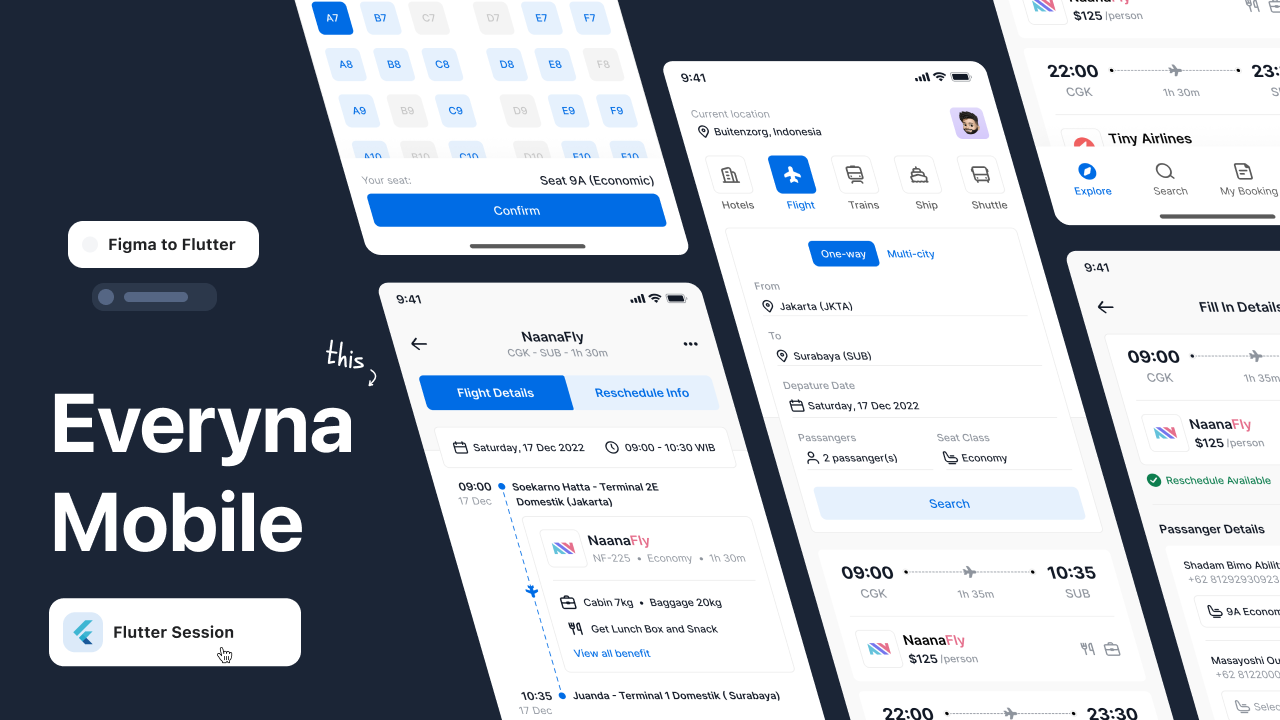 Figma to Flutter
this
Everyna
Mobile
Flutter Session
A7 B7 C7 D7 E7 F7
A8 B8 C8 D8 E8 F8
A9 B9 C9 D9 E9 F9
A10 B10 C10 D10 E10 F10
Your seat: Seat 9A (Economic)
Confirm
9:41
NaanaFly
CGK - SUB - 1h 30m
Flight Details Reschedule Info
Saturday, 17 Dec 2022 09:00 - 10:30 WIB
09:00 Soekarno Hatta - Terminal 2E
17 Dec Domestik (Jakarta)
NaanaFly
NF-225 • Economy • 1h 30m
Cabin 7kg • Baggage 20kg
Get Lunch Box and Snack
View all benefit
10:35 Juanda - Terminal 1 Domestik ( Surabaya)
17 Dec
9:41
Current location
Buitenzorg, Indonesia
Hotels Flight Trains Ship Shuttle
One-way Multi-city
From
Jakarta (JKTA)
To
Surabaya (SUB)
Depature Date
Saturday, 17 Dec 2022
Passangers Seat Class
2 passanger(s) Economy
Search
09:00 10:35
CGK 1h 35m SUB
NaanaFly
$125 /person
22:00 23:30
$125 /person
22:00
CGK 1h 30m
Tiny Airlines
Explore Search My Booking
9:41
Fill In Details
09:00
CGK 1h 35m
NaanaFly
$125 /person
Reschedule Available
Passanger Details
Shadam Bimo Abilit
+62 81292930923
9A Econom
Masayoshi Ou
+62 8122000
Selec